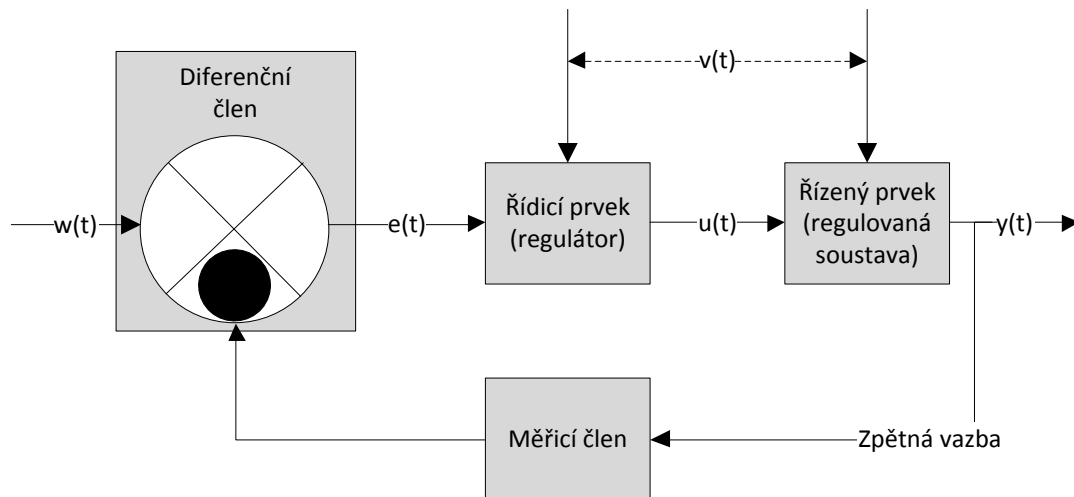 Diferenční
člen
v(t)
w(t)
e(t)
Řídicí prvek
(regulátor)
u(t)
Řízený prvek
(regulovaná
soustava)
y(t)
Měřicí člen
Zpětná vazba